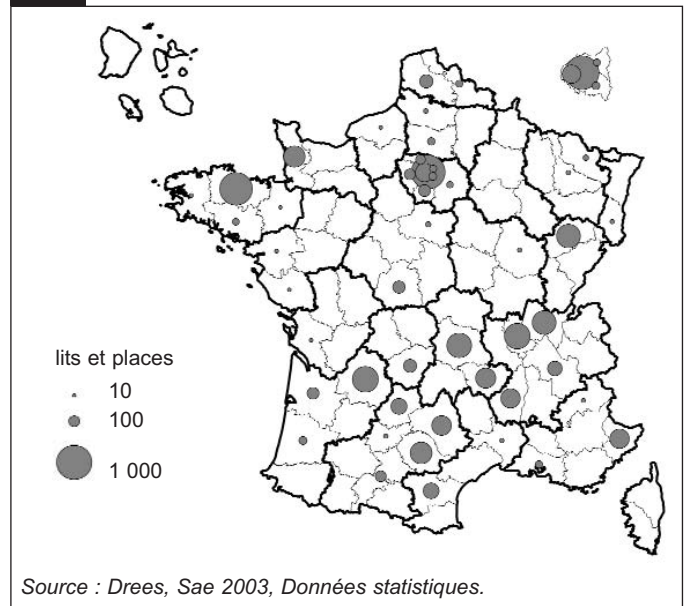 lits et places
10
100
1 000
Source : Drees, Sae 2003, Données statistiques.